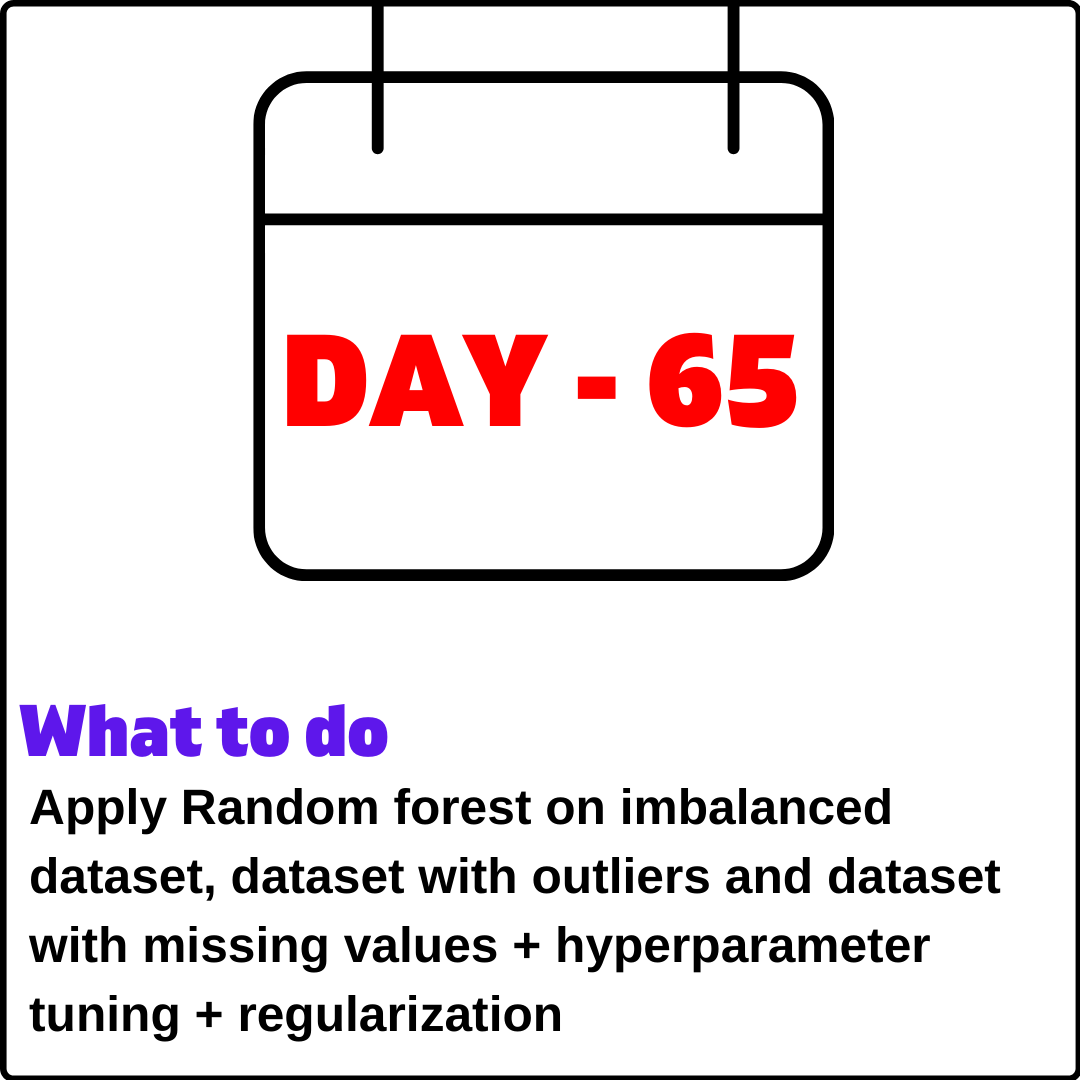 DAY - 65
What to do
Apply Random forest on imbalanced
dataset, dataset with outliers and dataset
with missing values + hyperparameter
tuning + regularization